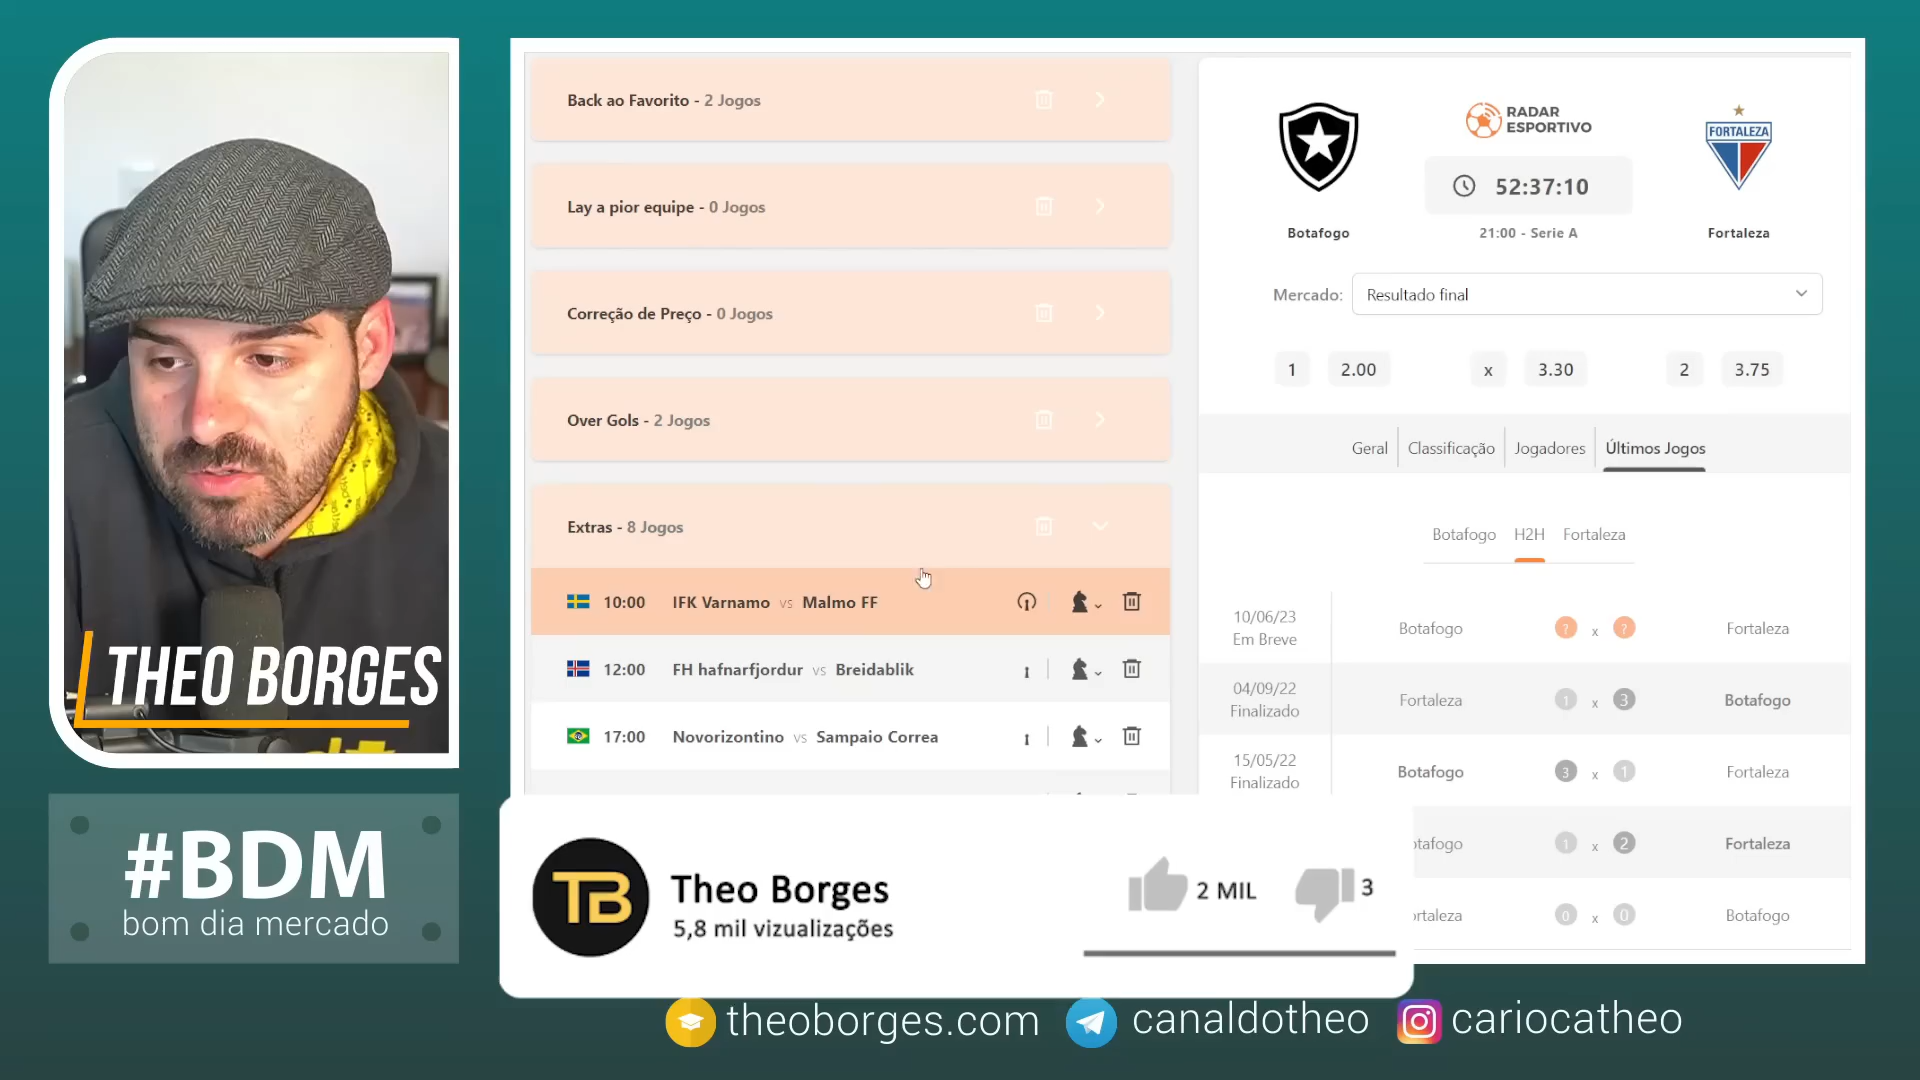 THEO BORGES
#BDM
bom dia mercado
Back ao Favorito - 2 Jogos
Lay a pior equipe - 0 Jogos
Correção de Preço - 0 Jogos
Over Gols - 2 Jogos
Extras - 8 Jogos
10:00 IFK Varnamo vs Malmo FF
12:00 FH hafnarfjordur vs Breidablik
17:00 Novorizontino vs Sampaio Correa
RADAR ESPORTIVO
FORTALEZA
52:37:10
Botafogo 21:00 - Serie A Fortaleza
Mercado: Resultado final
1 2.00 x 3.30 2 3.75
Geral Classificação Jogadores Últimos Jogos
Botafogo H2H Fortaleza
10/06/23 Em Breve Botafogo ? x ? Fortaleza
04/09/22 Finalizado Fortaleza 1 x 3 Botafogo
15/05/22 Finalizado Botafogo 3 x 1 Fortaleza
otafogo 1 x 2 Fortaleza
ortaleza 0 x 0 Botafogo
TB
Theo Borges
5,8 mil vizualizações
2 MIL 3
theoborges.com canaldotheo cariocatheo